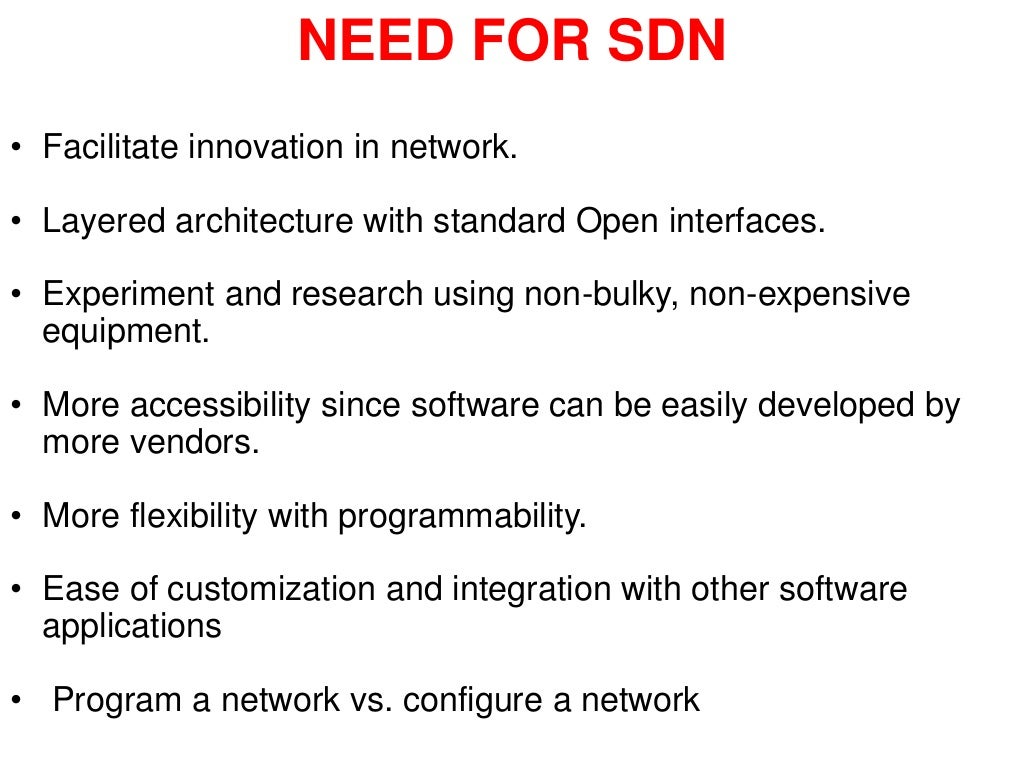 NEED FOR SDN
• Facilitate innovation in network.
• Layered architecture with standard Open interfaces.
• Experiment and research using non-bulky, non-expensive
equipment.
• More accessibility since software can be easily developed by
more vendors.
• More flexibility with programmability.
• Ease of customization and integration with other software
applications
• Program a network vs. configure a network